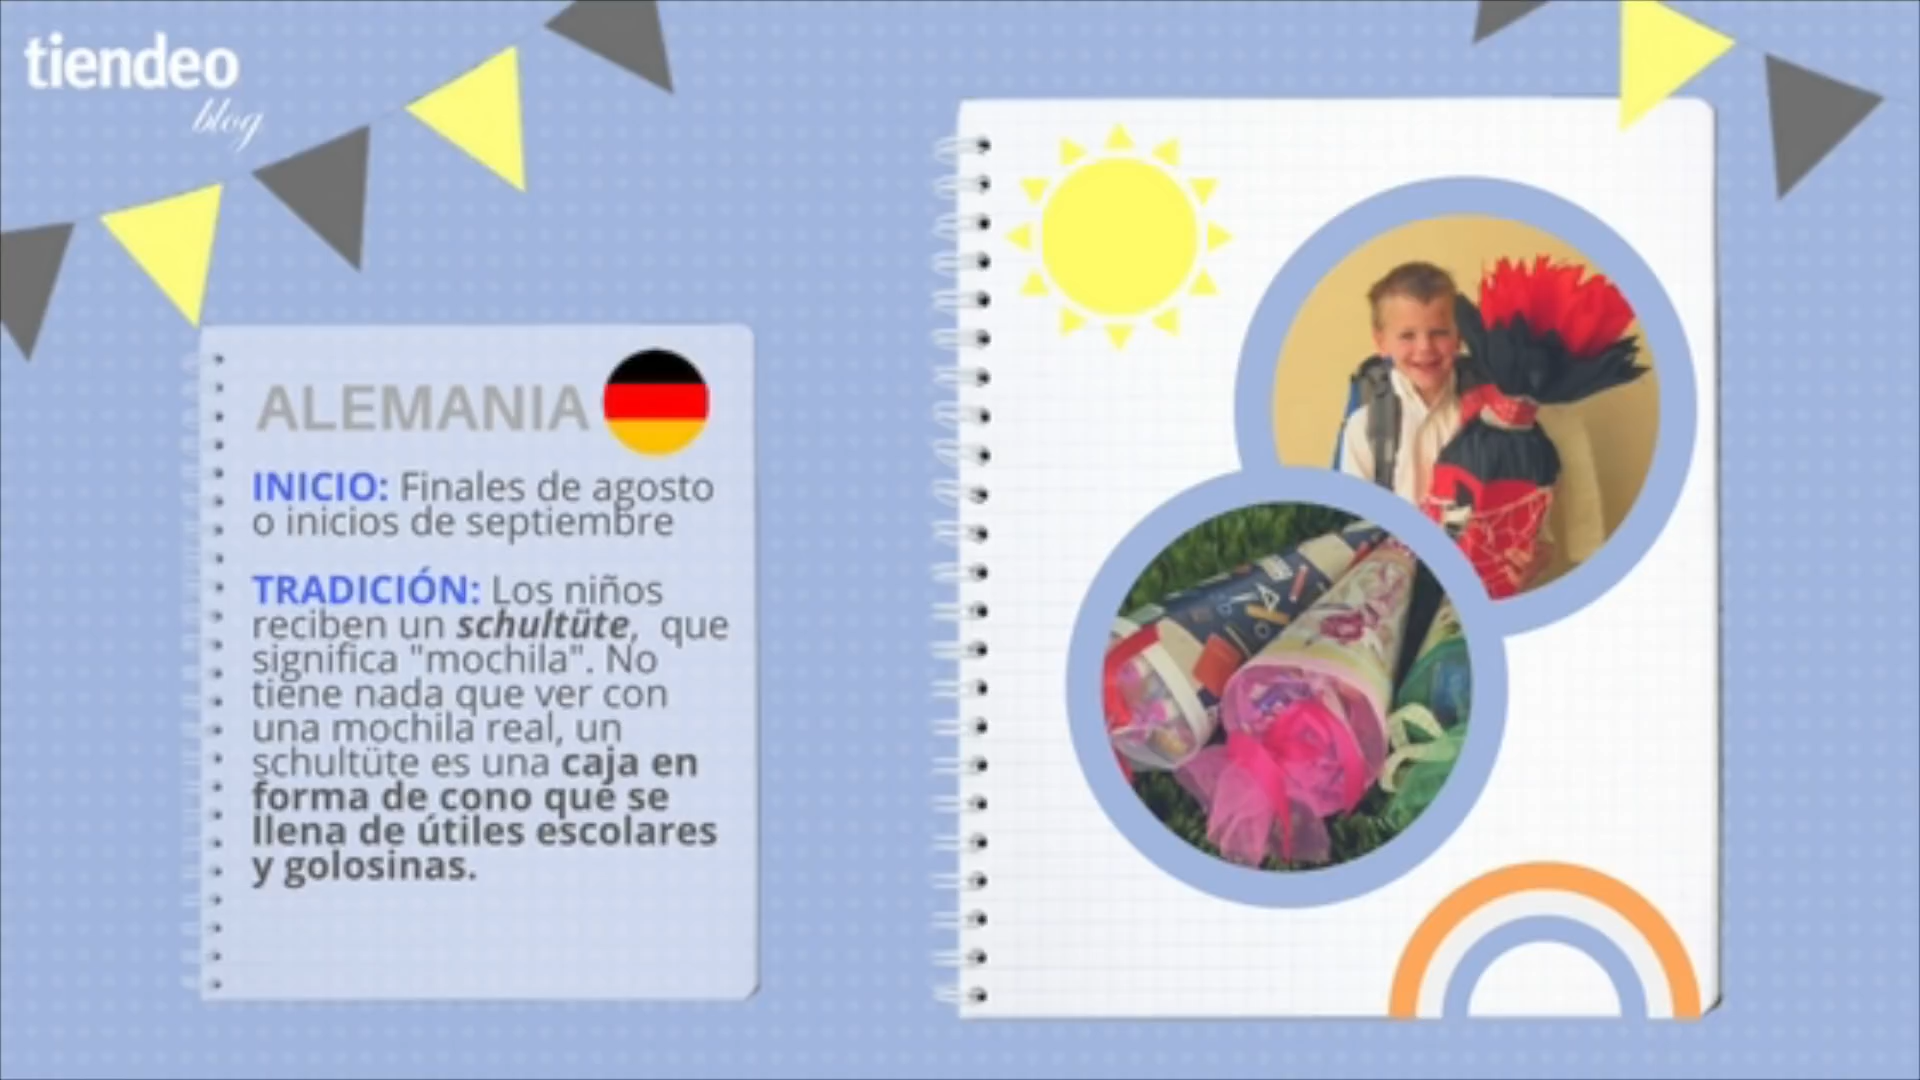 tiendeo
blog
ALEMANIA
INICIO: Finales de agosto
o inicios de septiembre
TRADICIÓN: Los niños
reciben un schultüte, que
significa "mochila". No
tiene nada que ver con
una mochila real, un
schultüte es una caja en
forma de cono que se
llena de útiles escolares
y golosinas.